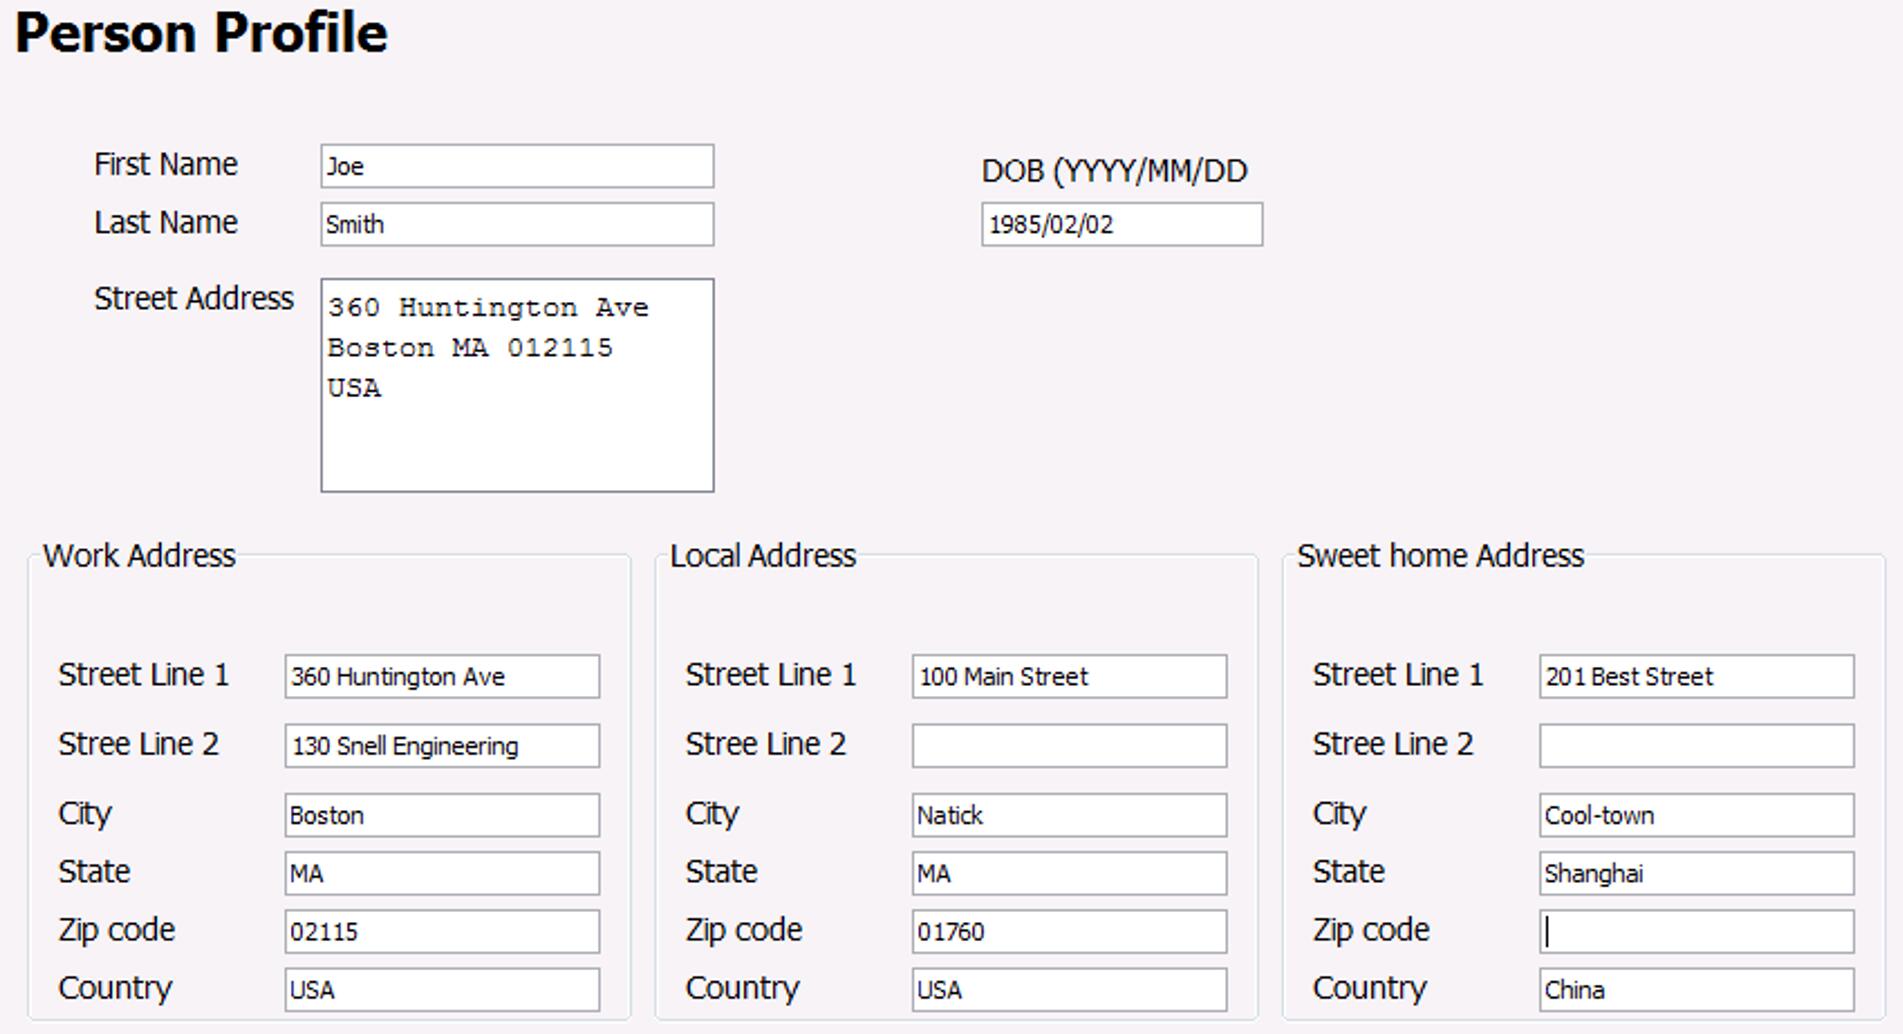 Person Profile
First Name Joe
DOB (YYYY/MM/DD
Last Name Smith
1985/02/02
Street Address
360 Huntington Ave
Boston MA 012115
USA
Work Address
Street Line 1 360 Huntington Ave
Stree Line 2 130 Snell Engineering
City Boston
State MA
Zip code 02115
Country USA
Local Address
Street Line 1 100 Main Street
Stree Line 2
City Natick
State MA
Zip code 01760
Country USA
Sweet home Address
Street Line 1 201 Best Street
Stree Line 2
City Cool-town
State Shanghai
Zip code
Country China